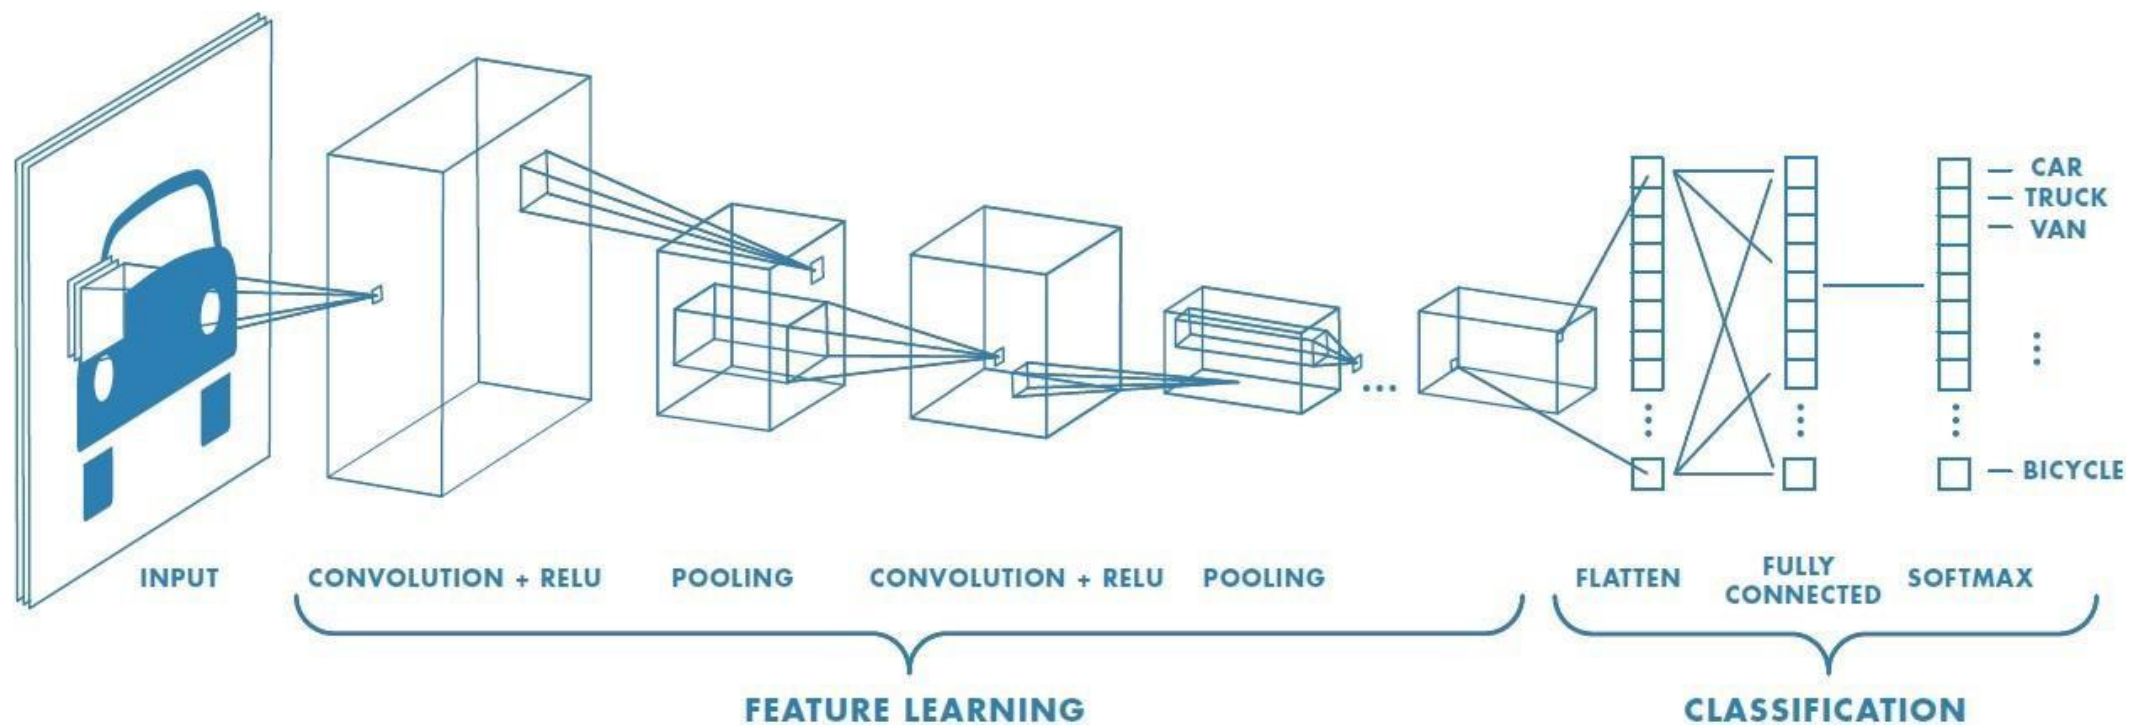 CAR
TRUCK
VAN
BICYCLE
INPUT
CONVOLUTION + RELU
POOLING
CONVOLUTION + RELU
POOLING
FLATTEN
FULLY
CONNECTED
SOFTMAX
FEATURE LEARNING
CLASSIFICATION